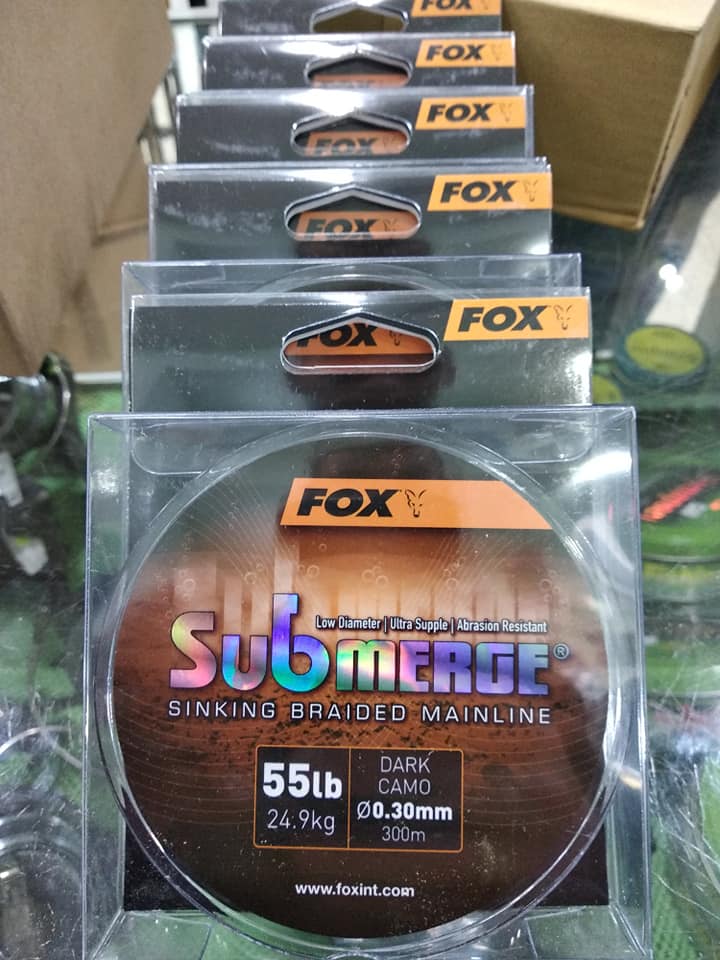 FOX
FOX
FOX
FOX
FOX
FOX
FOX
FOX
FOX
FOX
Low Diameter | Ultra Supple | Abrasion Resistant
Submerge®
SINKING BRAIDED MAINLINE
55lb
24.9kg
DARK
CAMO
Ø0.30mm
300m
www.foxint.com